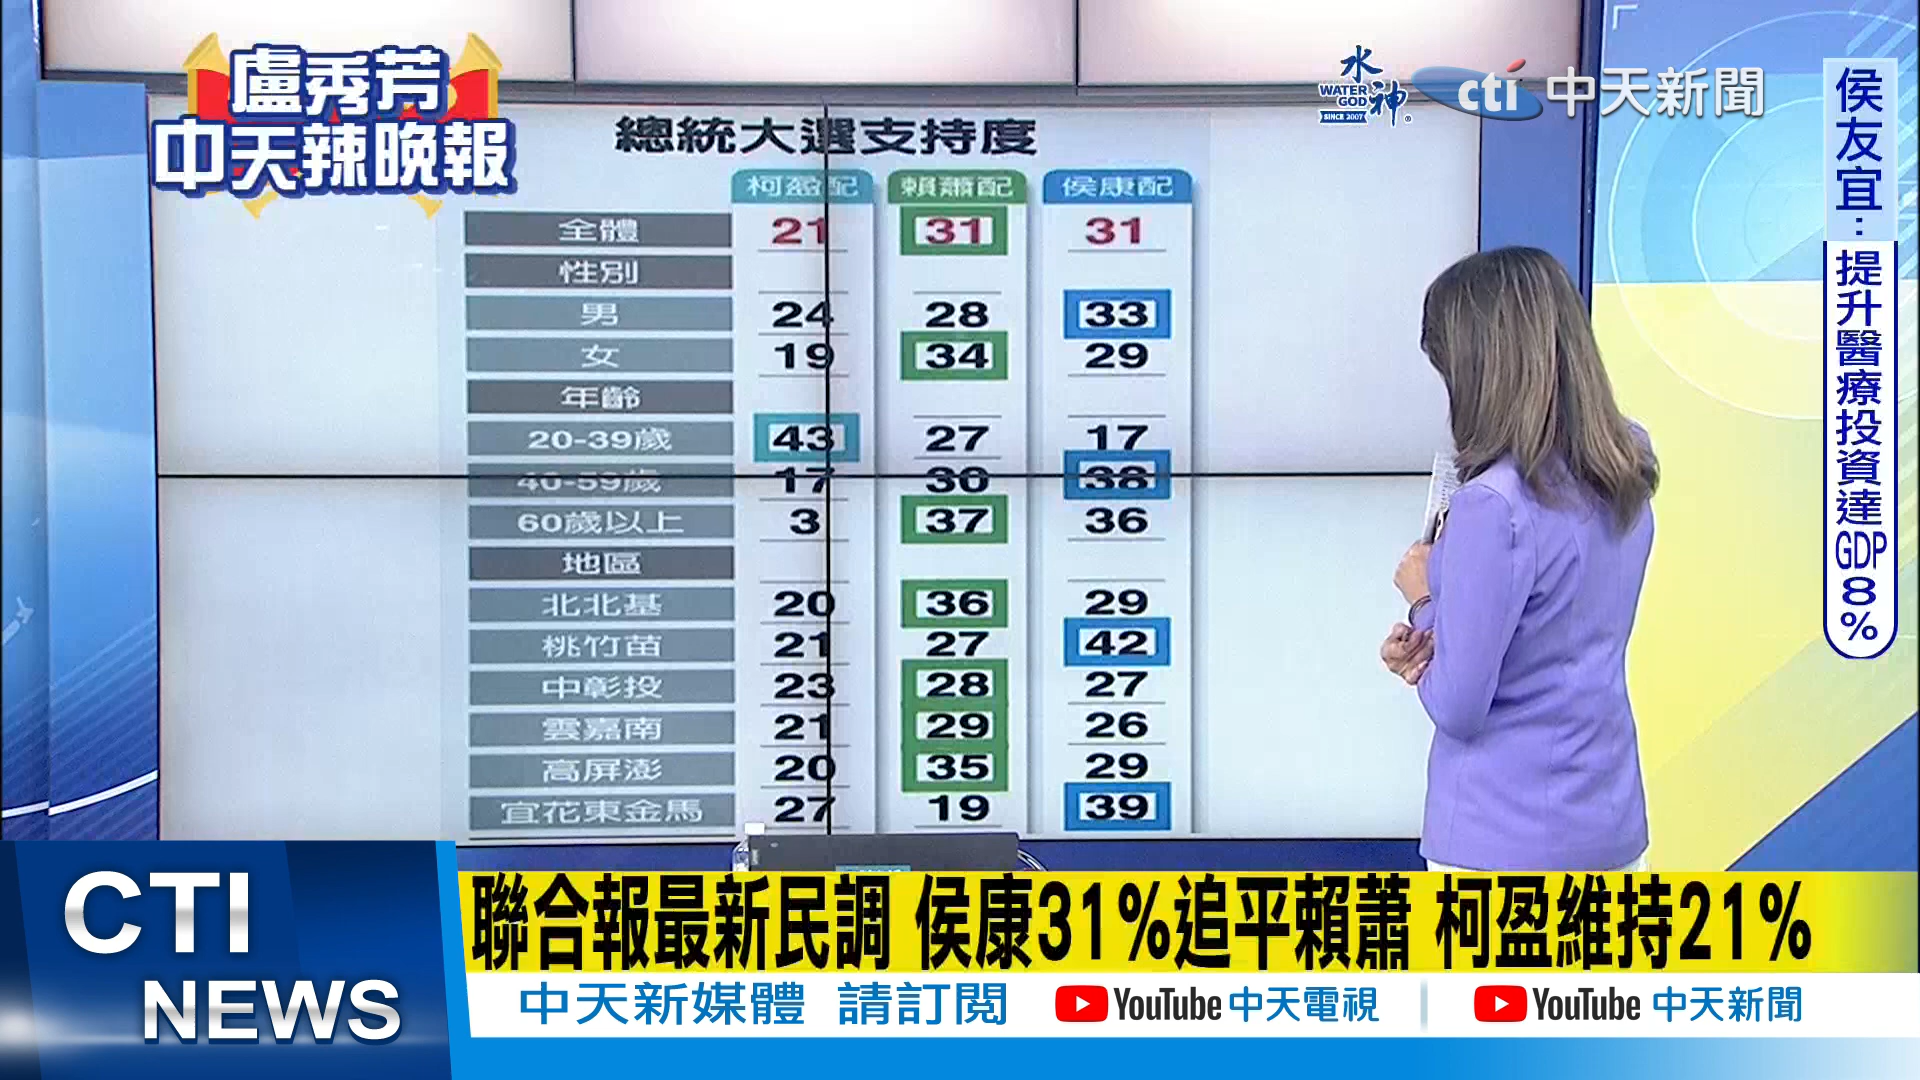 盧秀芳
中天辣晚報
水神
WATER GOD
SINCE 2007
cti 中天新聞
侯友宜：提升醫療投資達GDP8%
總統大選支持度
柯盈配 賴蕭配 侯康配
全體 21 31 31
性別
男 24 28 33
女 19 34 29
年齡
20-39歲 43 27 17
40-59歲 17 30 38
60歲以上 3 37 36
地區
北北基 20 36 29
桃竹苗 21 27 42
中彰投 23 28 27
雲嘉南 21 29 26
高屏澎 20 35 29
宜花東金馬 27 19 39
CTI NEWS
聯合報最新民調 侯康31%追平賴蕭 柯盈維持21%
中天新媒體 請訂閱 YouTube 中天電視 YouTube 中天新聞